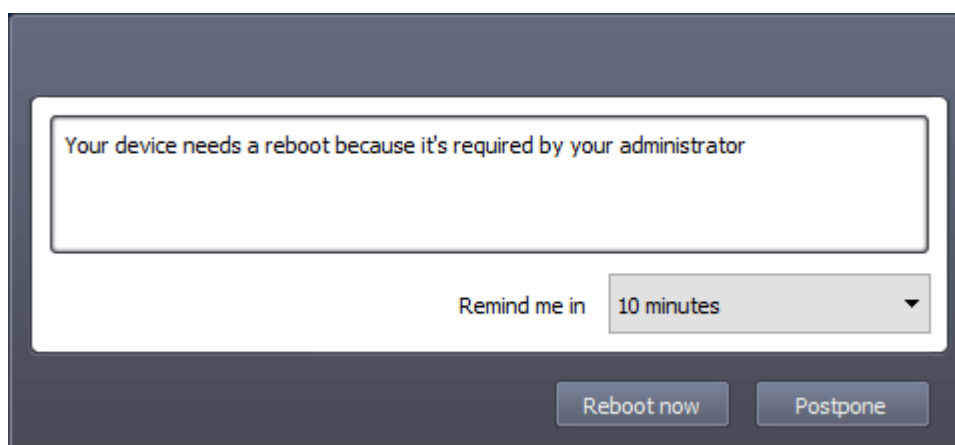 Your device needs a reboot because it's required by your administrator
Remind me in 10 minutes
Reboot now Postpone